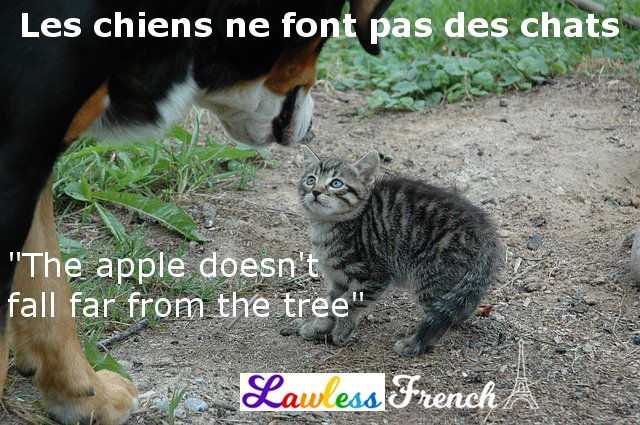 Les chiens ne font pas des chats
"The apple doesn't
fall far from the tree"
Lawless French